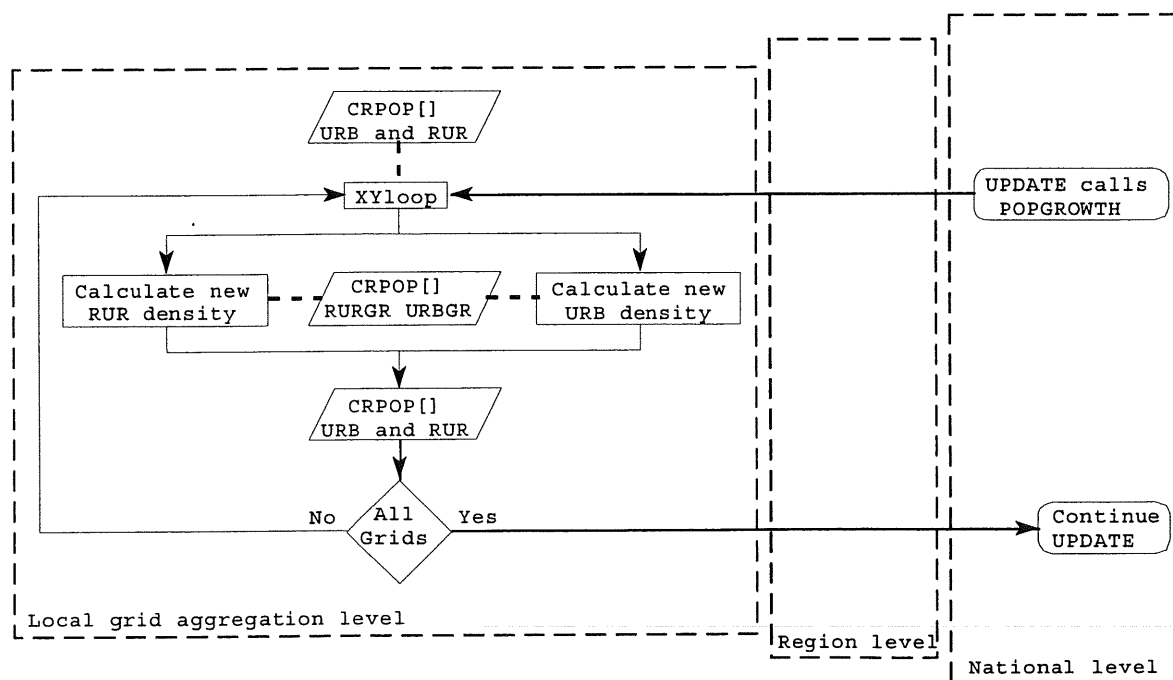 CRPOP[]
URB and RUR
XYloop
UPDATE calls
POPGROWTH
Calculate new
RUR density
CRPOP[]
RURGR URBGR
Calculate new
URB density
CRPOP[]
URB and RUR
No
All
Grids
Yes
Continue
UPDATE
Local grid aggregation level
Region level
National level